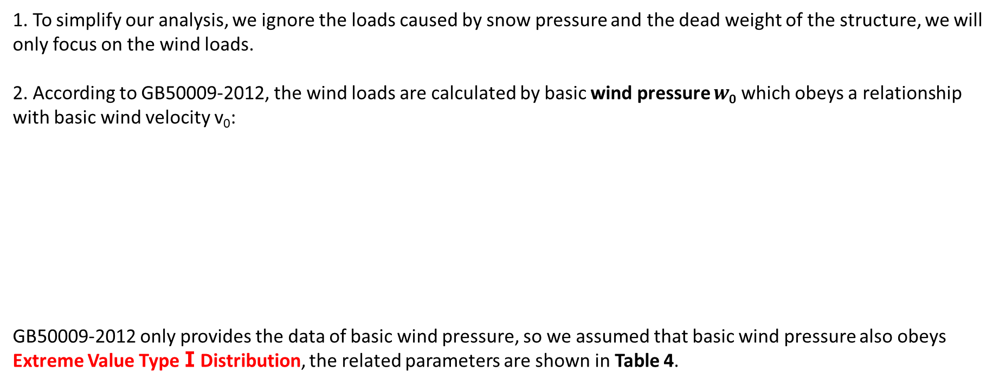 1. To simplify our analysis, we ignore the loads caused by snow pressure and the dead weight of the structure, we will
only focus on the wind loads.
2. According to GB50009-2012, the wind loads are calculated by basic wind pressure w₀ which obeys a relationship
with basic wind velocity v₀:
GB50009-2012 only provides the data of basic wind pressure, so we assumed that basic wind pressure also obeys
Extreme Value Type I Distribution, the related parameters are shown in Table 4.